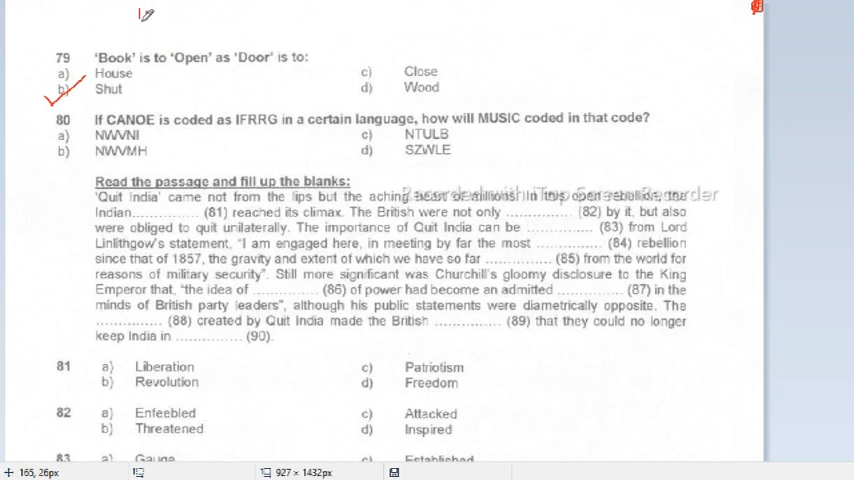 79 'Book' is to 'Open' as 'Door' is to:
a) House c) Close
b) Shut d) Wood
80 If CANOE is coded as IFRRG in a certain language, how will MUSIC coded in that code?
a) NWVNI c) NTULB
b) NWVMH d) SZWLE
Read the passage and fill up the blanks:
'Quit India' came not from the lips but the aching heart of millions. In this open rebellion, the
Recorded with iTop Screen Recorder
Indian.............. (81) reached its climax. The British were not only .............. (82) by it, but also
were obliged to quit unilaterally. The importance of Quit India can be .............. (83) from Lord
Linlithgow's statement, "I am engaged here, in meeting by far the most .............. (84) rebellion
since that of 1857, the gravity and extent of which we have so far .............. (85) from the world for
reasons of military security". Still more significant was Churchill's gloomy disclosure to the King
Emperor that, "the idea of .............. (86) of power had become an admitted .............. (87) in the
minds of British party leaders", although his public statements were diametrically opposite. The
.............. (88) created by Quit India made the British .............. (89) that they could no longer
keep India in .............. (90).
81 a) Liberation c) Patriotism
b) Revolution d) Freedom
82 a) Enfeebled c) Attacked
b) Threatened d) Inspired
83 a) Gauge c) Established
165, 26px 927 × 1432px